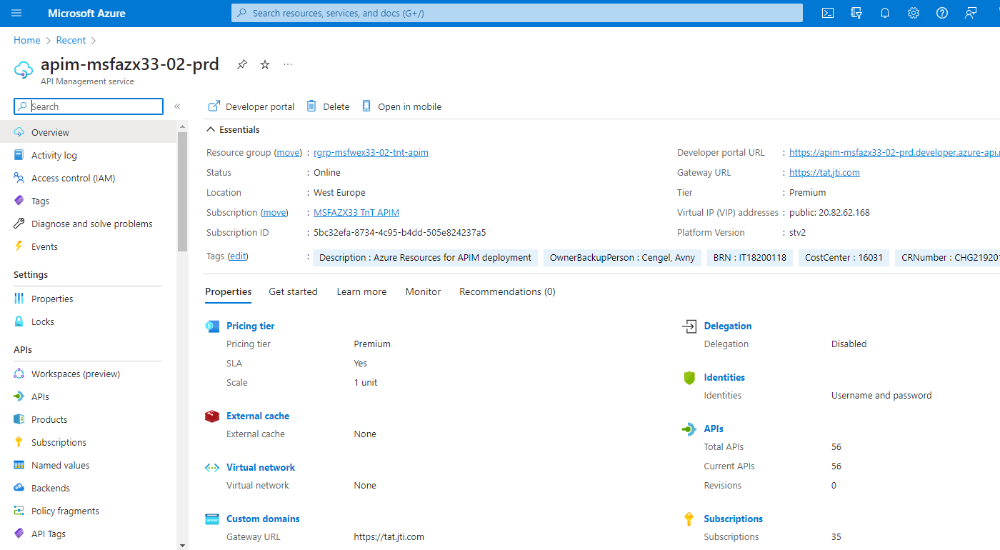 Microsoft Azure
Search resources, services, and docs (G+/)
Home > Recent >
apim-msfazx33-02-prd
API Management service
Search
Overview
Activity log
Access control (IAM)
Tags
Diagnose and solve problems
Events
Settings
Properties
Locks
APIs
Workspaces (preview)
APIs
Products
Subscriptions
Named values
Backends
Policy fragments
API Tags
Developer portal Delete Open in mobile
Essentials
Resource group (move) : rgrp-msfwex33-02-tnt-apim
Status : Online
Location : West Europe
Subscription (move) : MSFAZX33 TnT APIM
Subscription ID : 5bc32efa-8734-4c95-b4dd-505e824237a5
Developer portal URL : https://apim-msfazx33-02-prd.developer.azure-api.
Gateway URL : https://tat.jti.com
Tier : Premium
Virtual IP (VIP) addresses : public: 20.82.62.168
Platform Version : stv2
Tags (edit) : Description : Azure Resources for APIM deployment OwnerBackupPerson : Cengel, Avny BRN : IT18200118 CostCenter : 16031 CRNumber : CHG219201
Properties Get started Learn more Monitor Recommendations (0)
Pricing tier
Pricing tier Premium
SLA Yes
Scale 1 unit
External cache
External cache None
Virtual network
Virtual network None
Custom domains
Gateway URL https://tat.jti.com
Delegation
Delegation Disabled
Identities
Identities Username and password
APIs
Total APIs 56
Current APIs 56
Revisions 0
Subscriptions
Subscriptions 35